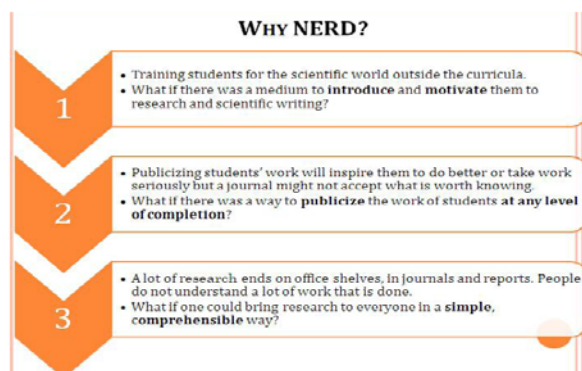 WHY NERD?
1
• Training students for the scientific world outside the curricula.
• What if there was a medium to introduce and motivate them to
research and scientific writing?
2
• Publicizing students' work will inspire them to do better or take work
seriously but a journal might not accept what is worth knowing.
• What if there was a way to publicize the work of students at any level
of completion?
3
• A lot of research ends on office shelves, in journals and reports. People
do not understand a lot of work that is done.
• What if one could bring research to everyone in a simple,
comprehensible way?